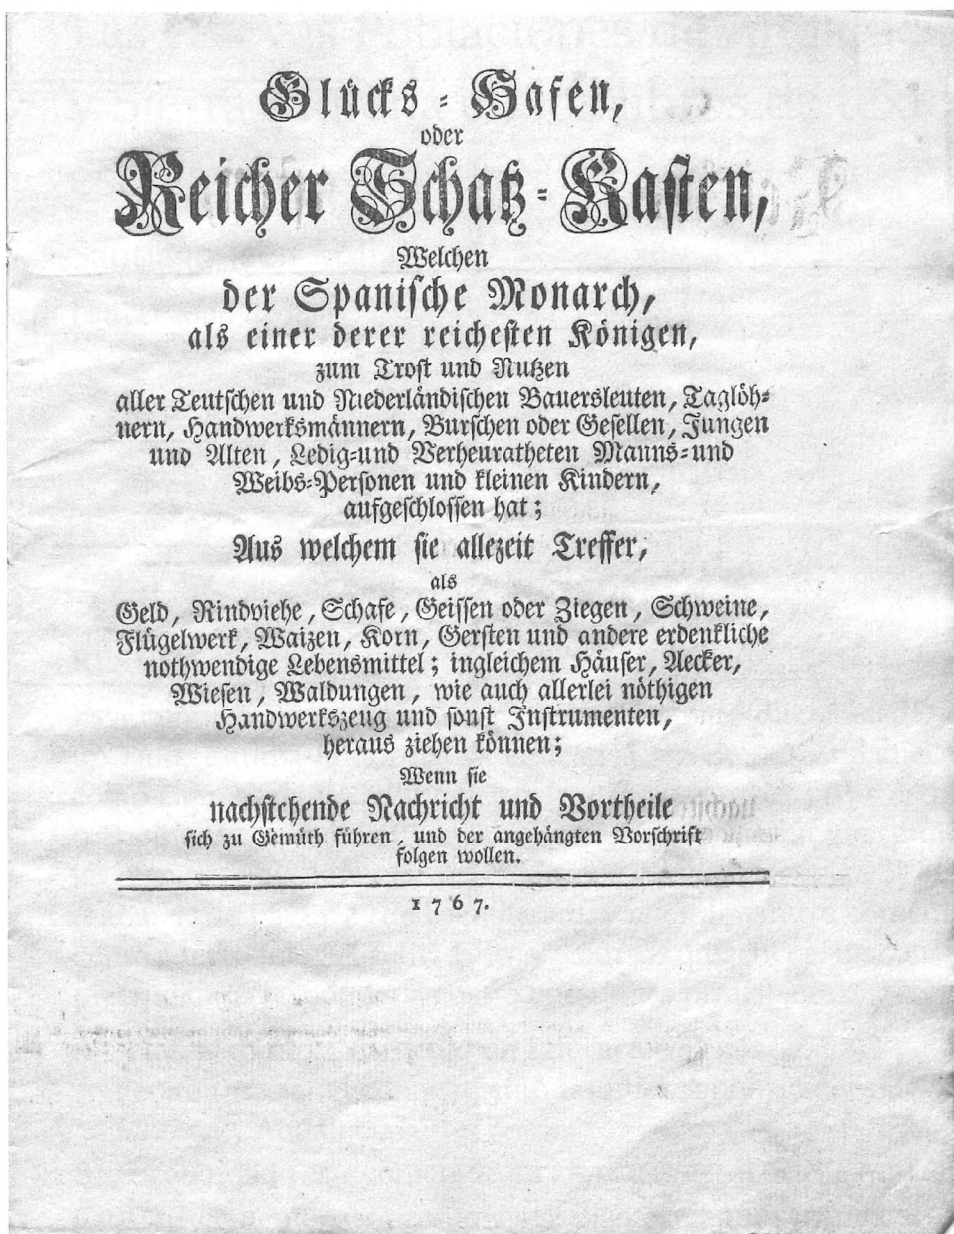 Glücks-Hafen,
oder
Reicher Schatz-Kasten,
Welchen
der Spanische Monarch,
als einer derer reichesten Königen,
zum Trost und Nutzen
aller Teutschen und Niederländischen Bauersleuten, Taglöh-
nern, Handwerksmännern, Burschen oder Gesellen, Jungen
und Alten, Ledig-und Verheuratheten Manns-und
Weibs-Personen und kleinen Kindern,
aufgeschlossen hat;
Aus welchem sie allezeit Treffer,
als
Geld, Rindviehe, Schafe, Geissen oder Ziegen, Schweine,
Flügelwerk, Waizen, Korn, Gersten und andere erdenkliche
nothwendige Lebensmittel; ingleichem Häuser, Aecker,
Wiesen, Waldungen, wie auch allerlei nöthigen
Handwerkszeug und sonst Instrumenten,
heraus ziehen können;
Wenn sie
nachstehende Nachricht und Vortheile
sich zu Gemüth führen, und der angehängten Vorschrift
folgen wollen.
1767.